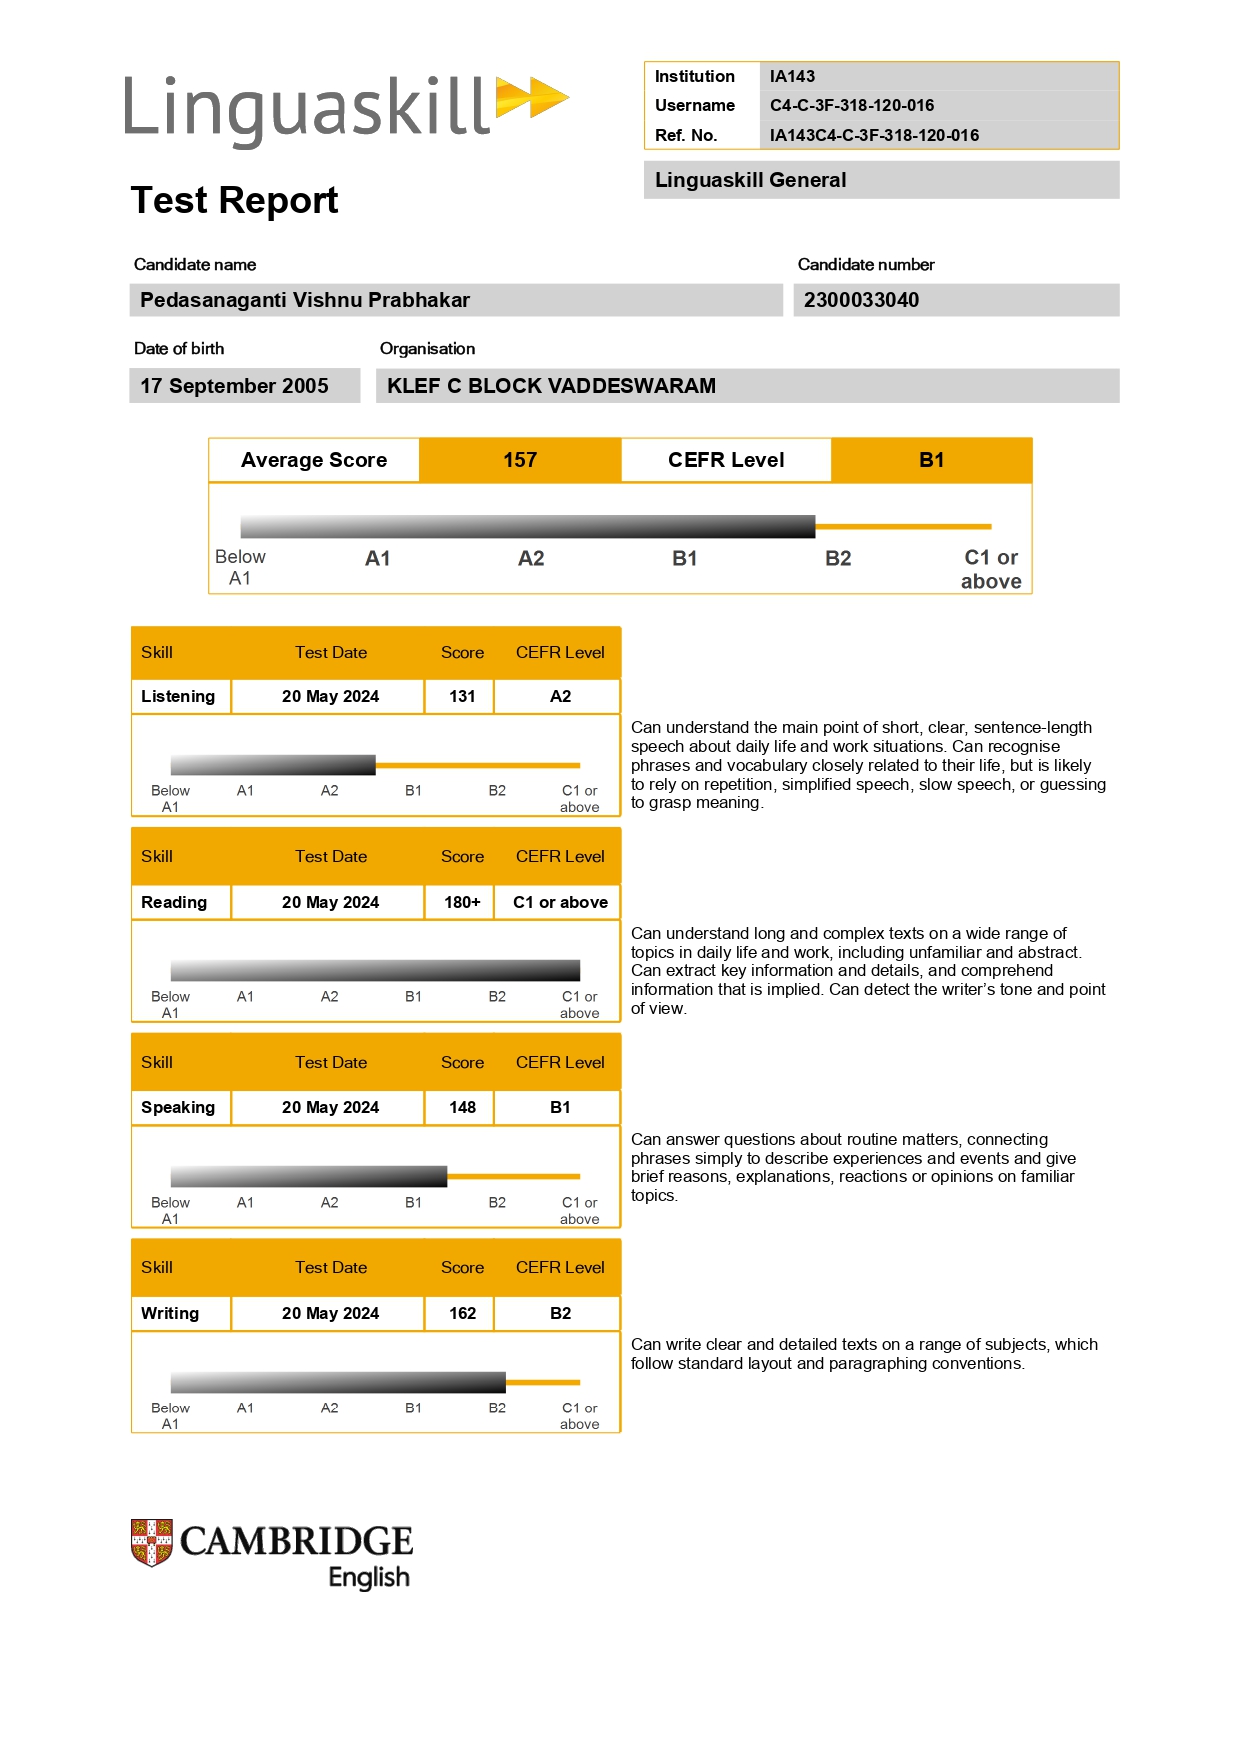 Linguaskill
Institution IA143
Username C4-C-3F-318-120-016
Ref. No. IA143C4-C-3F-318-120-016
Linguaskill General
Test Report
Candidate name Candidate number
Pedasanaganti Vishnu Prabhakar 2300033040
Date of birth Organisation
17 September 2005 KLEF C BLOCK VADDESWARAM
Average Score 157 CEFR Level B1
Below A1 A1 A2 B1 B2 C1 or above
Skill Test Date Score CEFR Level
Listening 20 May 2024 131 A2
Can understand the main point of short, clear, sentence-length
speech about daily life and work situations. Can recognise
phrases and vocabulary closely related to their life, but is likely
to rely on repetition, simplified speech, slow speech, or guessing
to grasp meaning.
Below A1 A1 A2 B1 B2 C1 or above
Skill Test Date Score CEFR Level
Reading 20 May 2024 180+ C1 or above
Can understand long and complex texts on a wide range of
topics in daily life and work, including unfamiliar and abstract.
Can extract key information and details, and comprehend
information that is implied. Can detect the writer’s tone and point
of view.
Below A1 A1 A2 B1 B2 C1 or above
Skill Test Date Score CEFR Level
Speaking 20 May 2024 148 B1
Can answer questions about routine matters, connecting
phrases simply to describe experiences and events and give
brief reasons, explanations, reactions or opinions on familiar
topics.
Below A1 A1 A2 B1 B2 C1 or above
Skill Test Date Score CEFR Level
Writing 20 May 2024 162 B2
Can write clear and detailed texts on a range of subjects, which
follow standard layout and paragraphing conventions.
Below A1 A1 A2 B1 B2 C1 or above
CAMBRIDGE
English